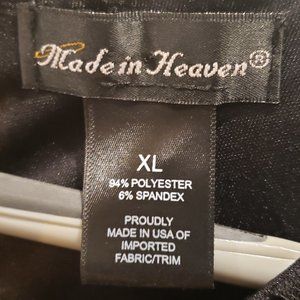 Made in Heaven®
XL
94% POLYESTER
6% SPANDEX
PROUDLY
MADE IN USA OF
IMPORTED
FABRIC/TRIM